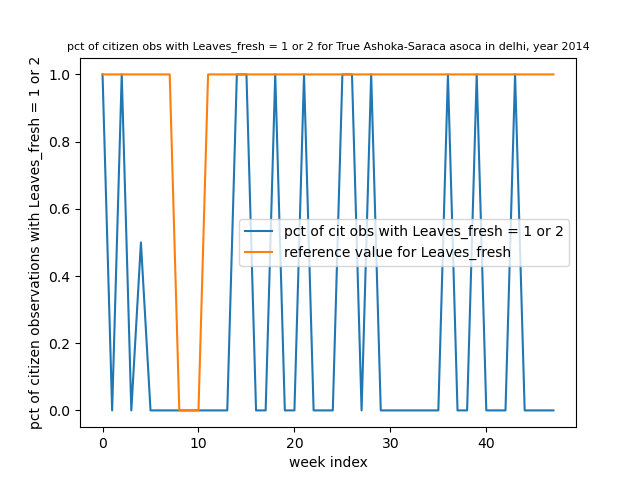 pct of citizen obs with Leaves_fresh = 1 or 2 for True Ashoka-Saraca asoca in delhi, year 2014
pct of citizen observations with Leaves_fresh = 1 or 2
1.0
0.8
0.6
0.4
0.2
0.0
pct of cit obs with Leaves_fresh = 1 or 2
reference value for Leaves_fresh
0 10 20 30 40
week index